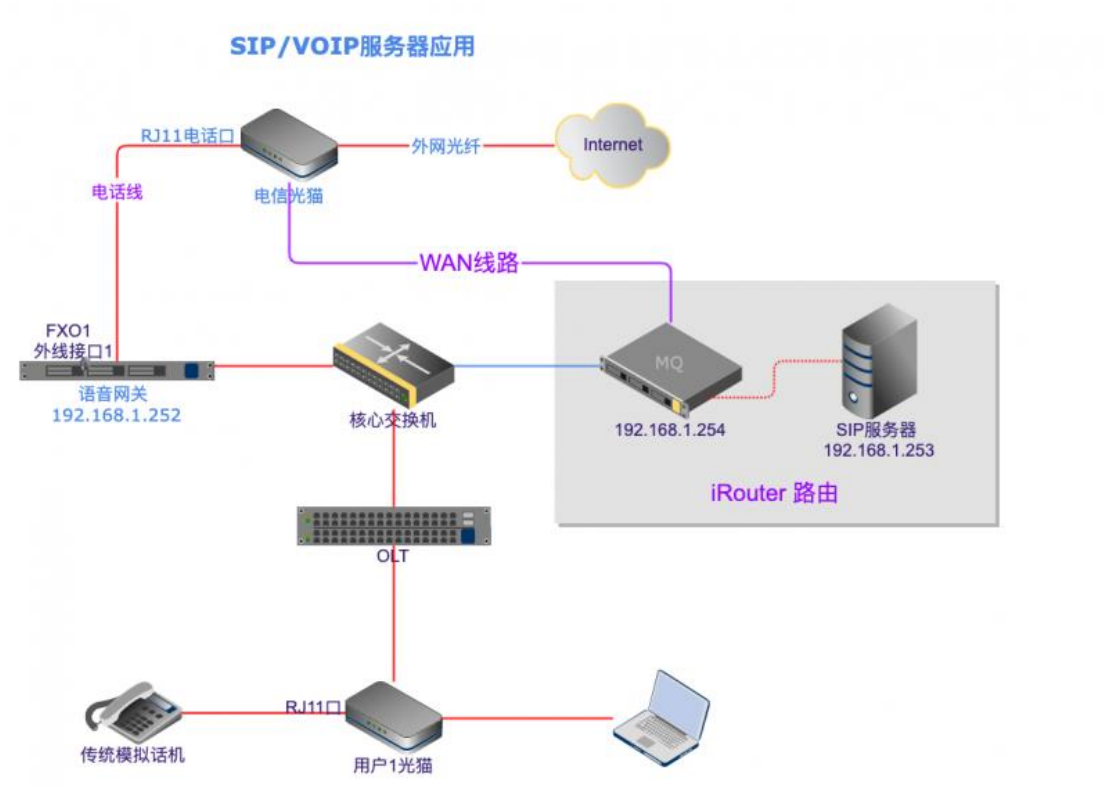 SIP/VOIP服务器应用
RJ11电话口
外网光纤
Internet
电话线
电信光猫
WAN线路
FXO1
外线接口1
语音网关
192.168.1.252
核心交换机
MQ
192.168.1.254
SIP服务器
192.168.1.253
iRouter 路由
OLT
RJ11口
传统模拟话机
用户1光猫